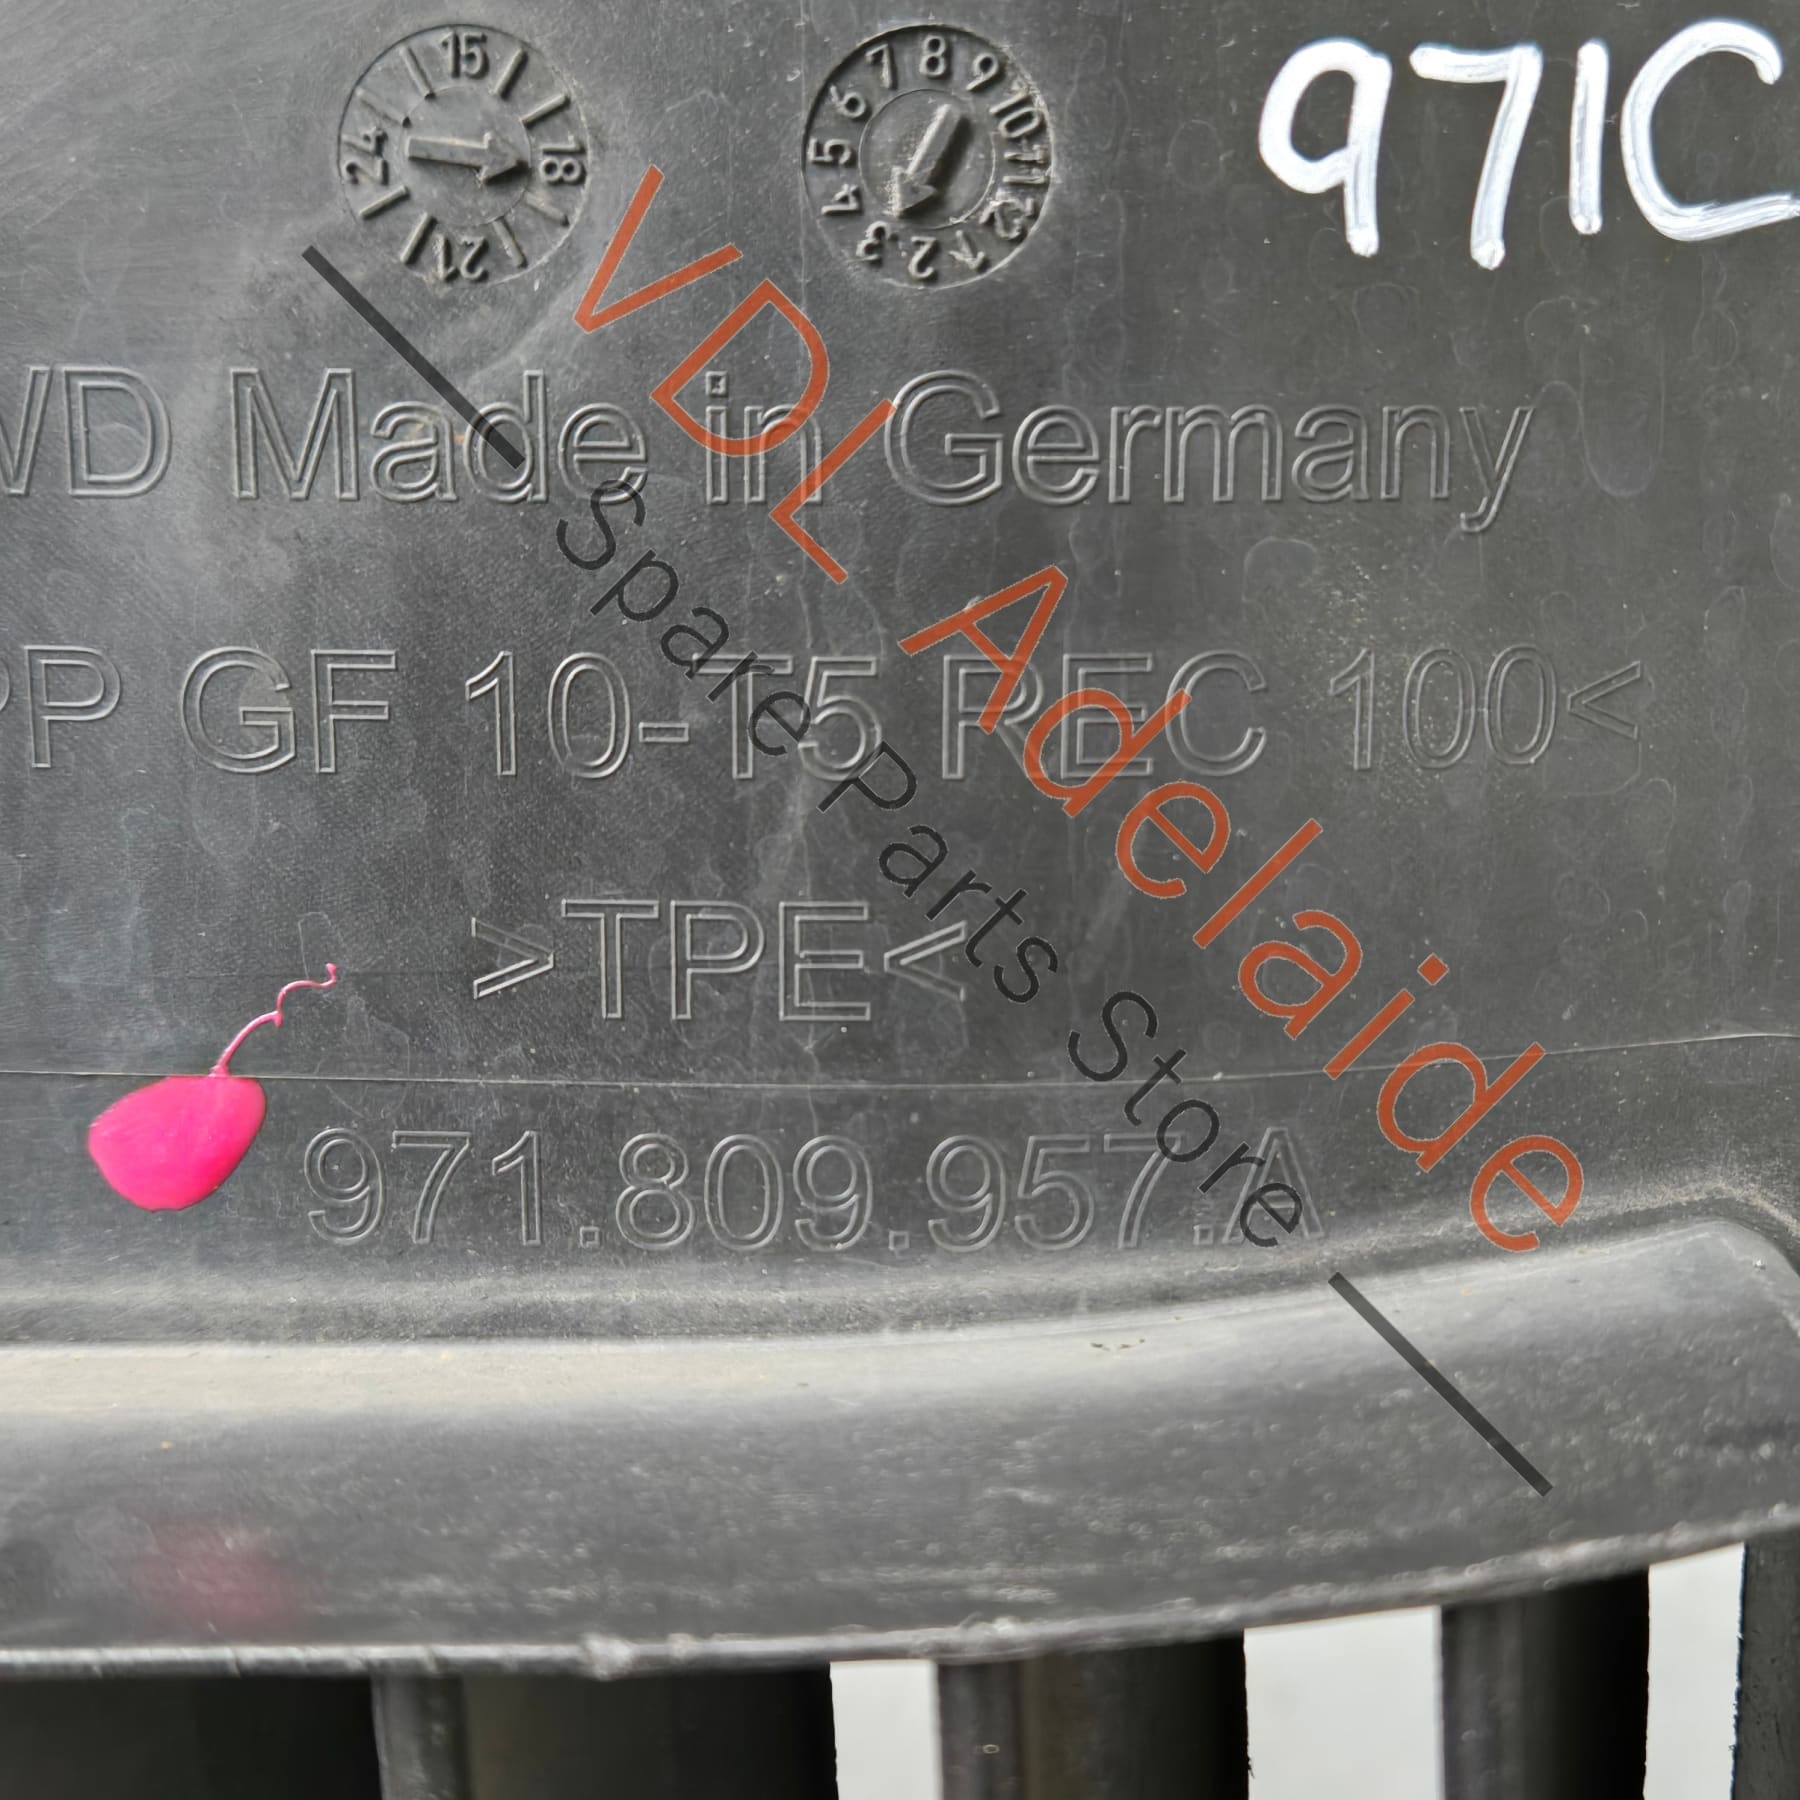 15 18 21 24
1 2 3 4 5 6 7 8 9 10 11 12
971C
WD Made in Germany
PP GF 10-T5 REC 100<
>TPE<
971.809.957.A
VDL Adelaide
Spare Parts Store